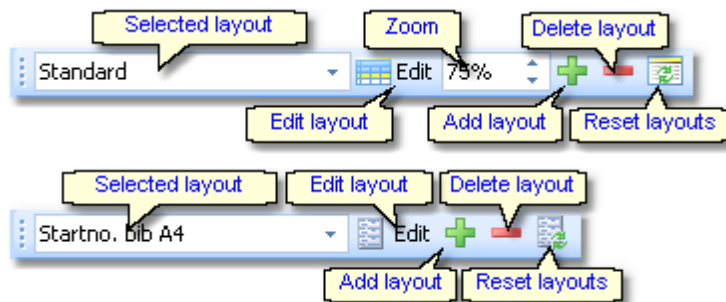 Selected layout
Zoom
Delete layout
Standard
Edit
75%
Edit layout
Add layout
Reset layouts
Selected layout
Edit layout
Delete layout
Startno. bib A4
Edit
Add layout
Reset layouts